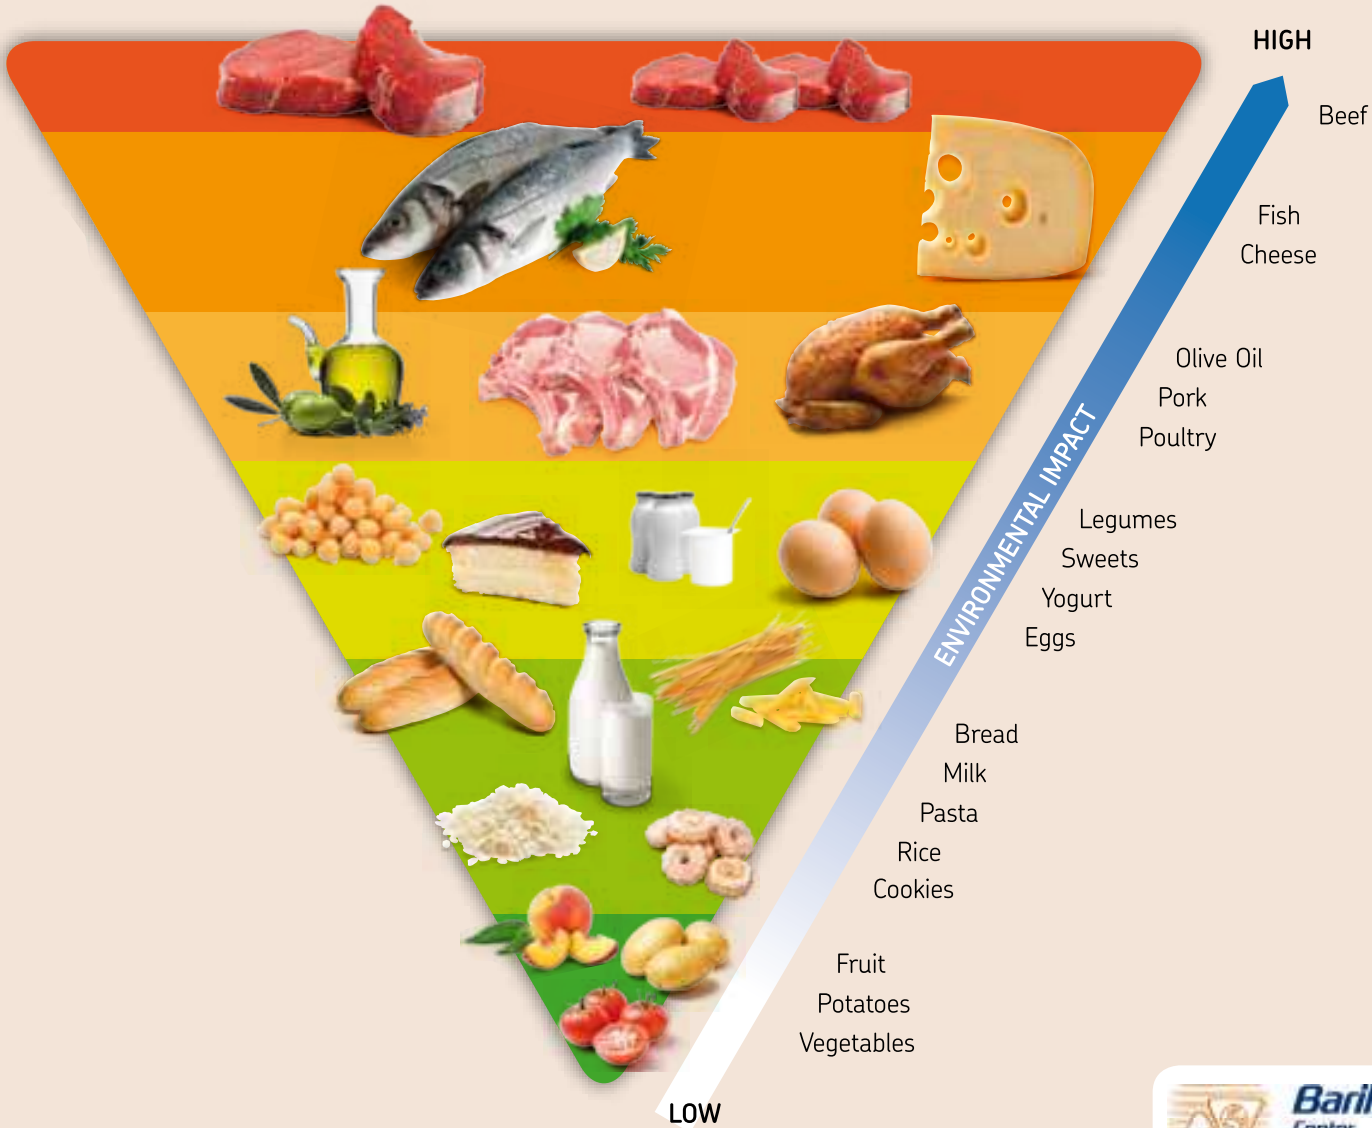 HIGH
Beef
Fish
Cheese
Olive Oil
Pork
Poultry
ENVIRONMENTAL IMPACT
Legumes
Sweets
Yogurt
Eggs
Bread
Milk
Pasta
Rice
Cookies
Fruit
Potatoes
Vegetables
LOW